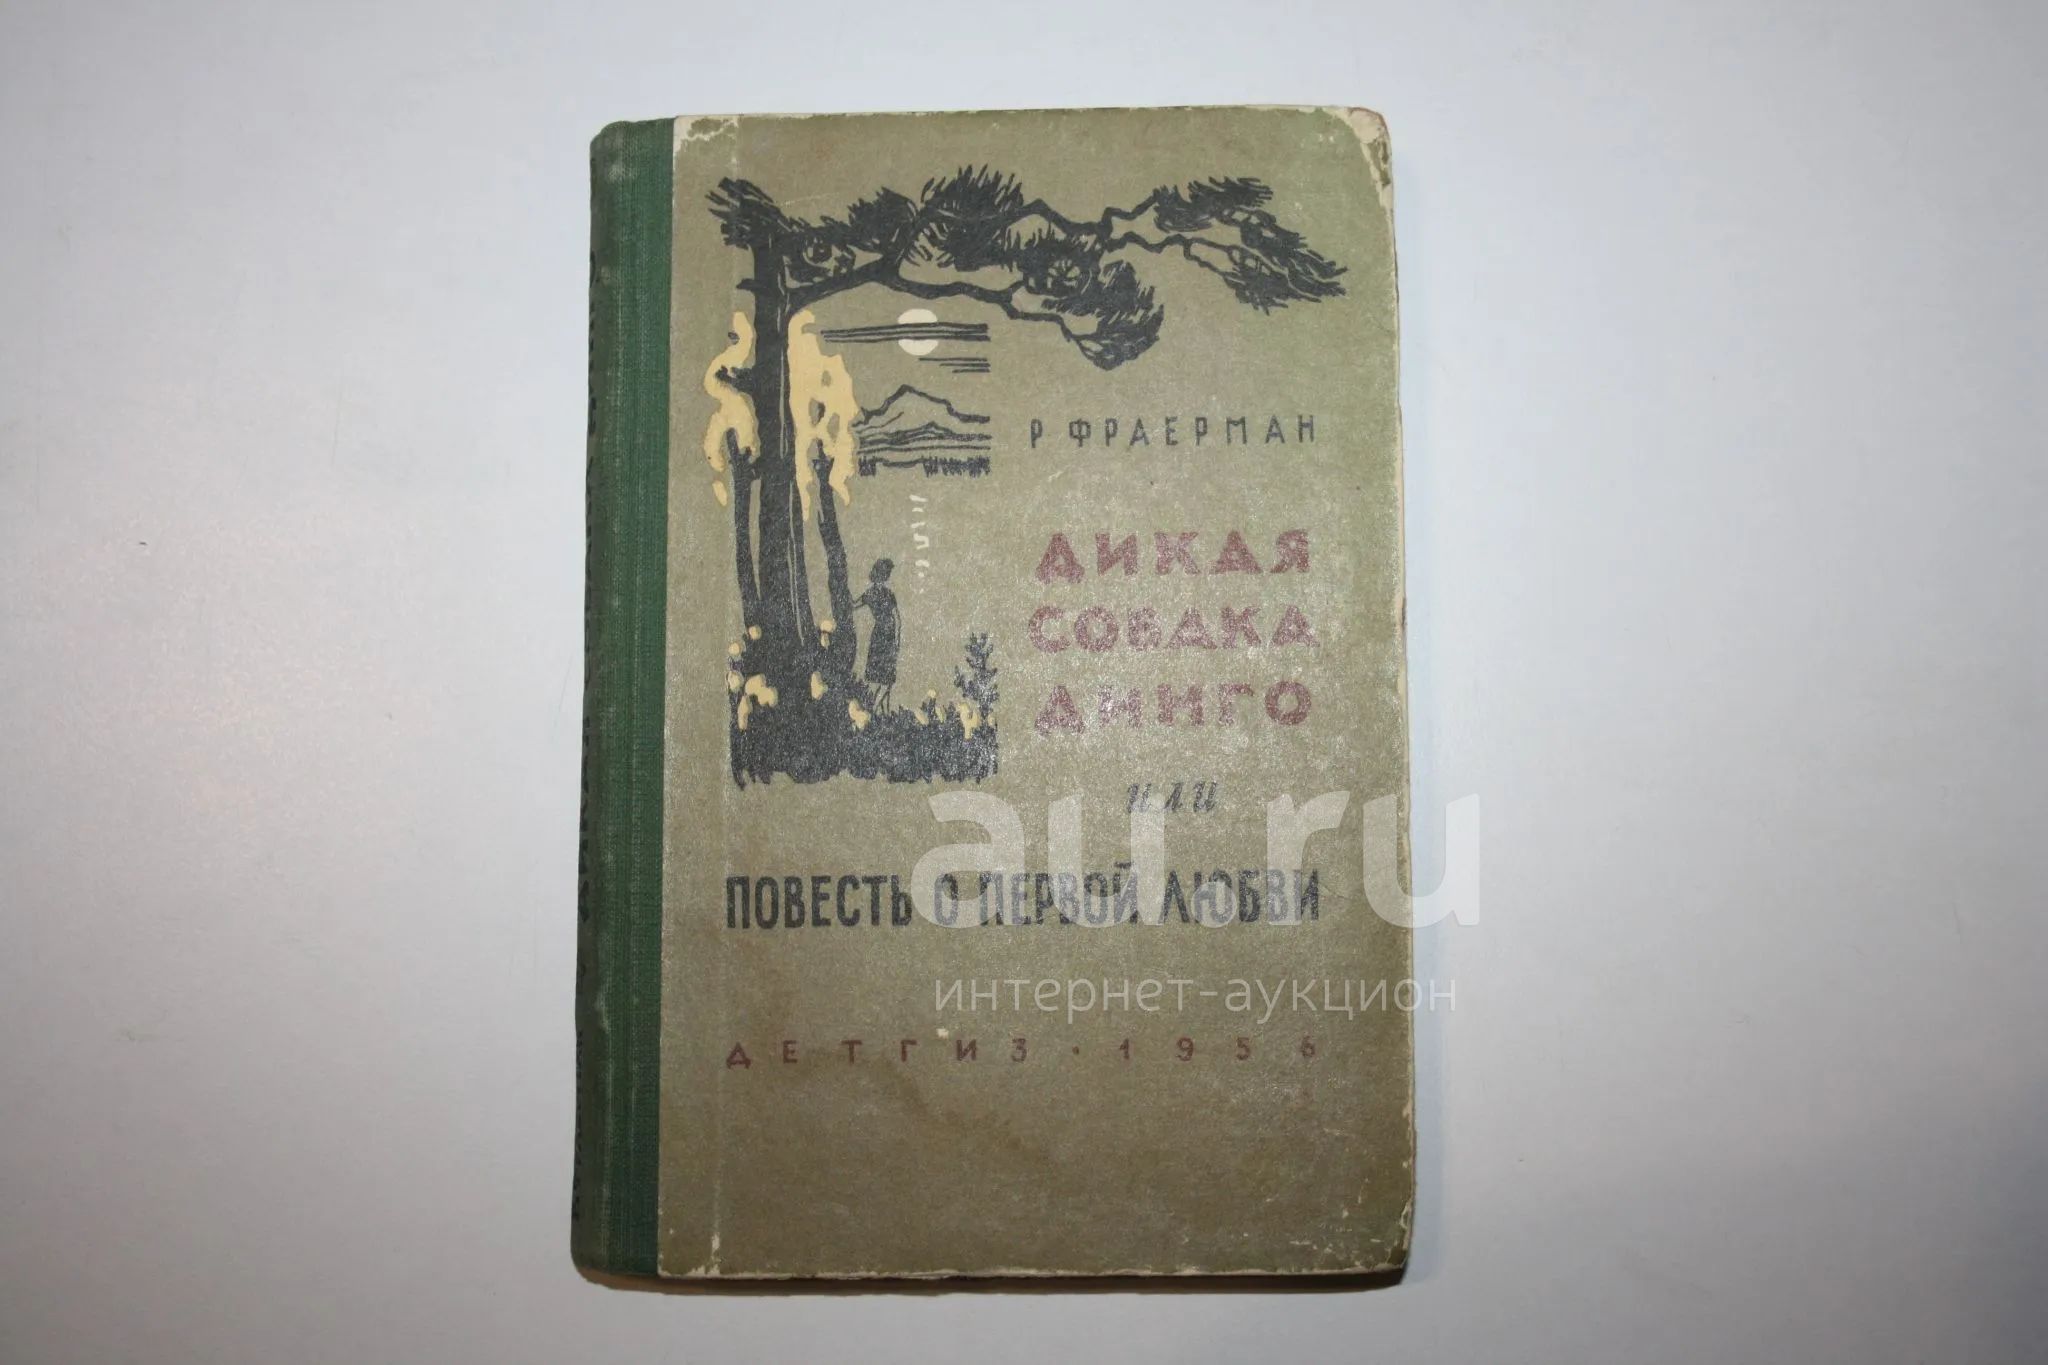 Р ФРАЕРМАН
ДИКАЯ
СОБАКА
ДИНГО
или
ПОВЕСТЬ О ПЕРВОЙ ЛЮБВИ
au.ru
интернет-аукцион
ДЕТГИЗ · 1956